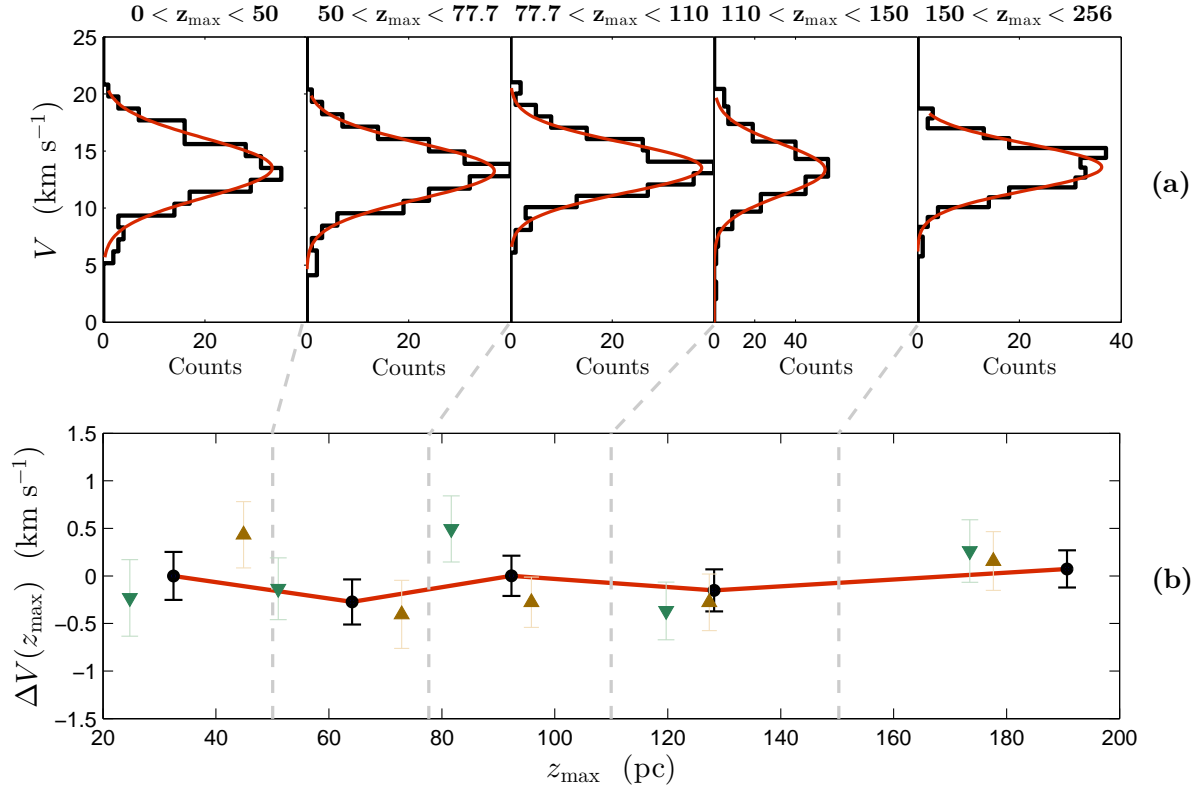 0 < z_max < 50 50 < z_max < 77.7 77.7 < z_max < 110 110 < z_max < 150 150 < z_max < 256
25
20
15
10
5
0
V (km s⁻¹)
(a)
0 20 0 20 0 20 0 20 40 0 20 40
Counts Counts Counts Counts Counts
1.5
1
0.5
0
−0.5
−1
−1.5
ΔV(z_max) (km s⁻¹)
(b)
20 40 60 80 100 120 140 160 180 200
z_max (pc)